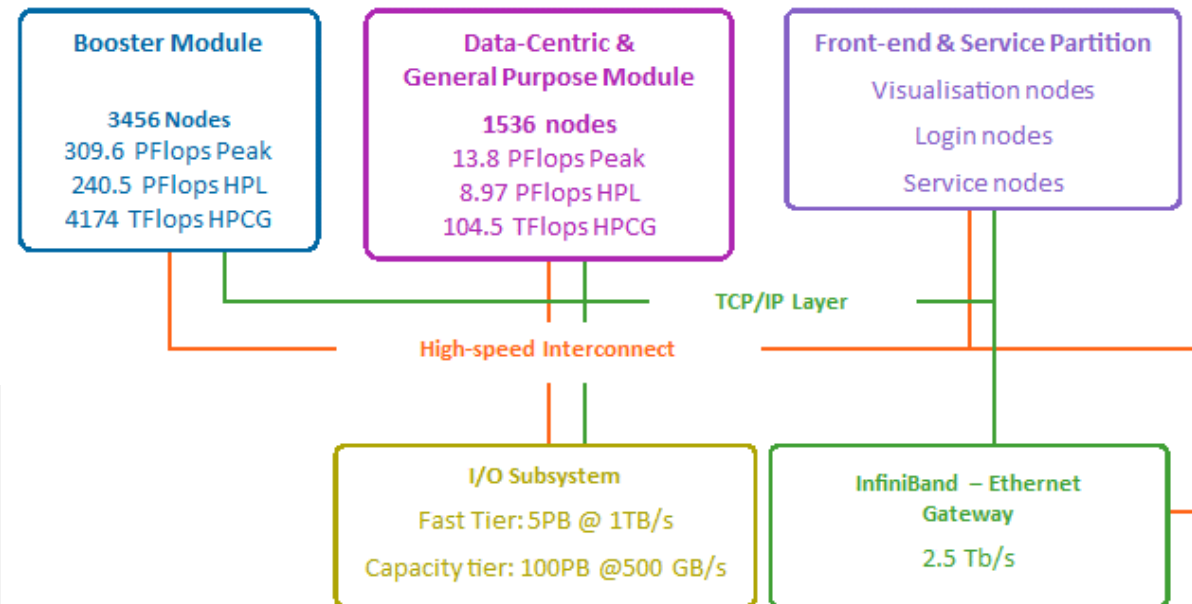 Booster Module
3456 Nodes
309.6 PFlops Peak
240.5 PFlops HPL
4174 TFlops HPCG
Data-Centric &
General Purpose Module
1536 nodes
13.8 PFlops Peak
8.97 PFlops HPL
104.5 TFlops HPCG
Front-end & Service Partition
Visualisation nodes
Login nodes
Service nodes
TCP/IP Layer
High-speed Interconnect
I/O Subsystem
Fast Tier: 5PB @ 1TB/s
Capacity tier: 100PB @500 GB/s
InfiniBand – Ethernet
Gateway
2.5 Tb/s